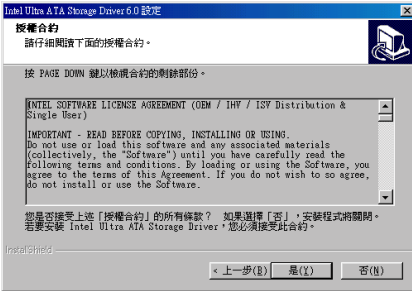 Intel Ultra ATA Storage Driver 6.0 設定
授權合約
請仔細閱讀下面的授權合約。
按 PAGE DOWN 鍵以檢視合約的剩餘部份。
INTEL SOFTWARE LICENSE AGREEMENT (OEM / IHV / ISV Distribution &
Single User)
IMPORTANT - READ BEFORE COPYING, INSTALLING OR USING.
Do not use or load this software and any associated materials
(collectively, the "Software") until you have carefully read the
following terms and conditions. By loading or using the Software, you
agree to the terms of this Agreement. If you do not wish to so agree,
do not install or use the Software.
您是否接受上述「授權合約」的所有條款？ 如果選擇「否」，安裝程式將關閉。
若要安裝 Intel Ultra ATA Storage Driver，您必須接受此合約。
InstallShield
< 上一步(B) 是(Y) 否(N)